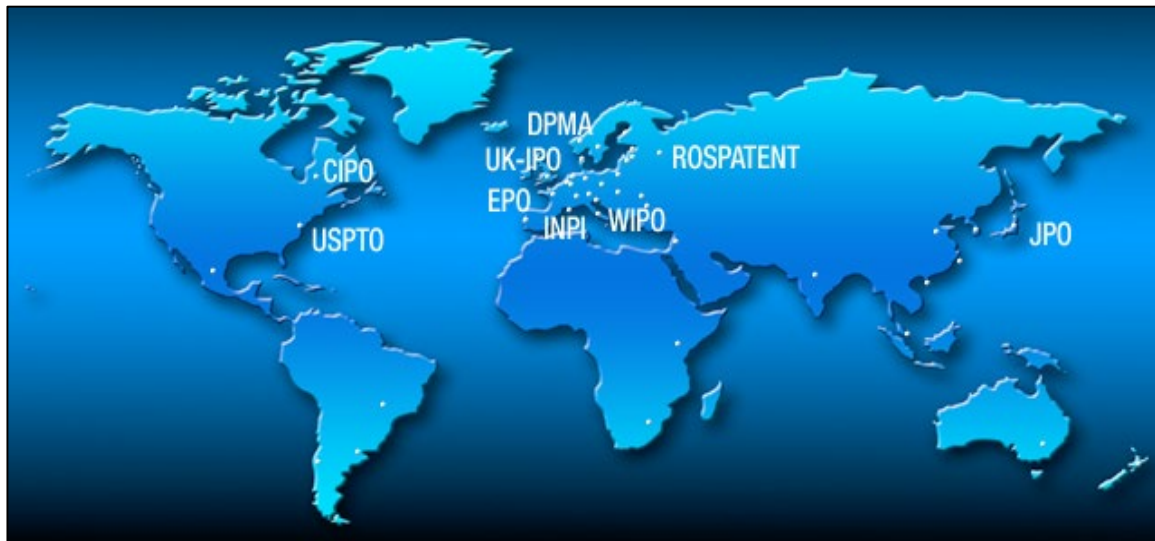 DPMA
UK-IPO
ROSPATENT
CIPO
EPO
INPI
WIPO
USPTO
JPO